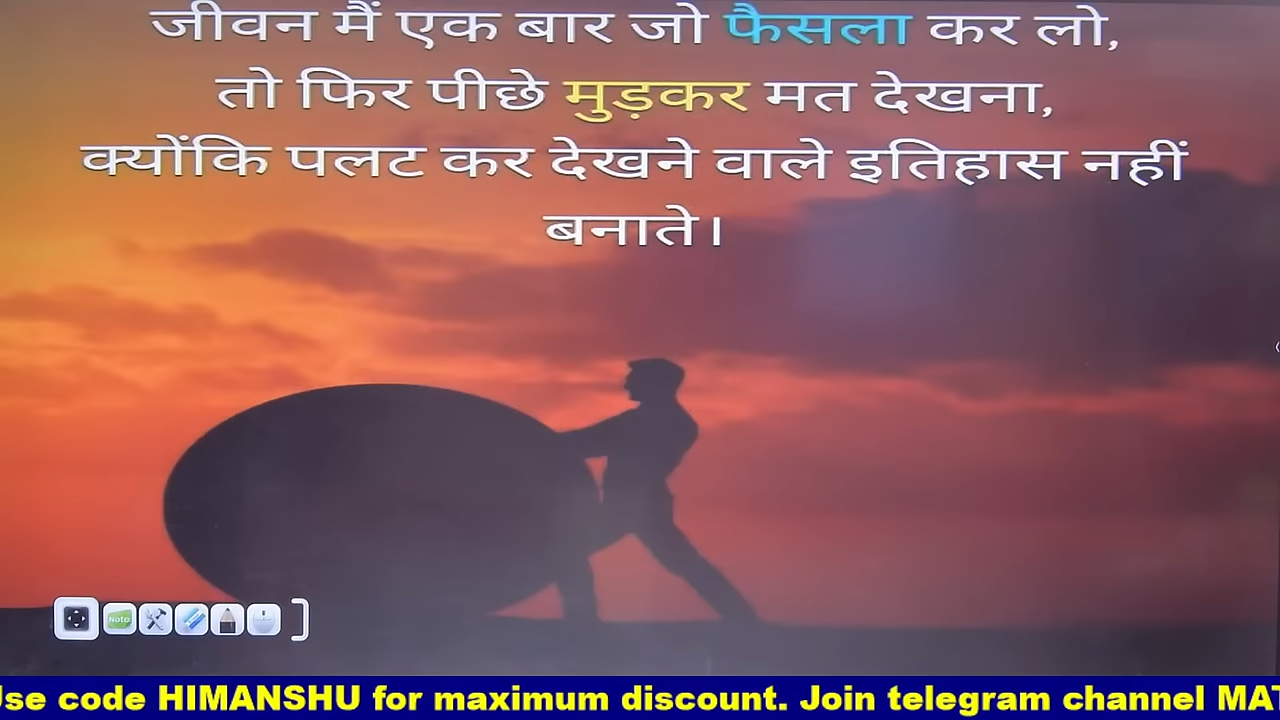 जीवन मैं एक बार जो फैसला कर लो,
तो फिर पीछे मुड़कर मत देखना,
क्योंकि पलट कर देखने वाले इतिहास नहीं
बनाते।
Note
Use code HIMANSHU for maximum discount. Join telegram channel